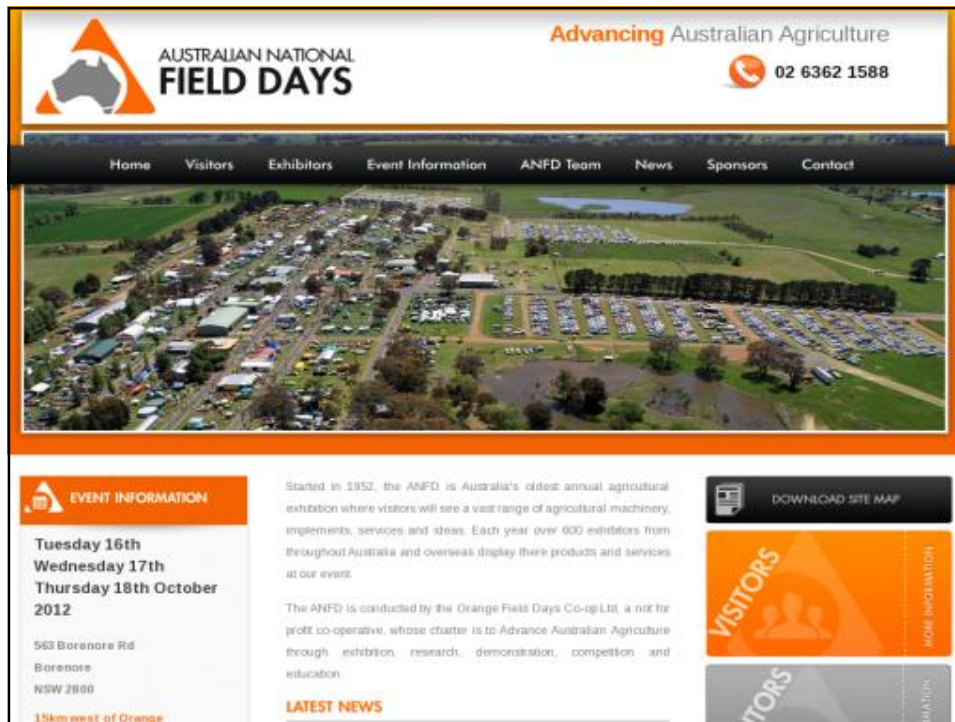 AUSTRALIAN NATIONAL
FIELD DAYS
Advancing Australian Agriculture
02 6362 1588
Home Visitors Exhibitors Event Information ANFD Team News Sponsors Contact
EVENT INFORMATION
Tuesday 16th
Wednesday 17th
Thursday 18th October
2012
563 Borenore Rd
Borenore
NSW 2800
15km west of Orange
Started in 1952, the ANFD is Australia's oldest annual agricultural
exhibition where visitors will see a vast range of agricultural machinery,
implements, services and ideas. Each year over 600 exhibitors from
throughout Australia and overseas display there products and services
at our event.
The ANFD is conducted by the Orange Field Days Co-op Ltd, a not for
profit co-operative, whose charter is to Advance Australian Agriculture
through exhibition, research, demonstration, competition and
education
LATEST NEWS
DOWNLOAD SITE MAP
VISITORS
MORE INFORMATION